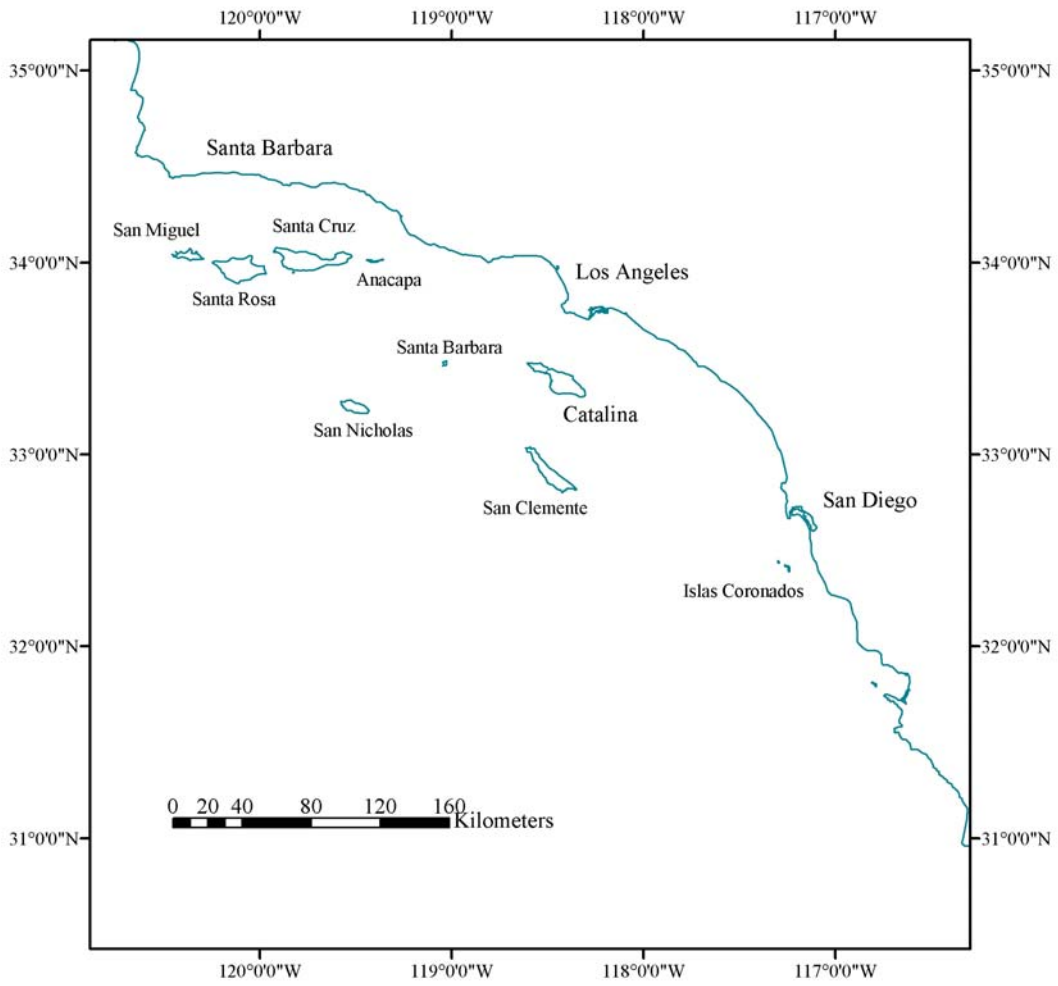 120°0'0"W 119°0'0"W 118°0'0"W 117°0'0"W
35°0'0"N 35°0'0"N
Santa Barbara
San Miguel Santa Cruz
34°0'0"N 34°0'0"N
Los Angeles
Anacapa
Santa Rosa
Santa Barbara
Catalina
San Nicholas
33°0'0"N 33°0'0"N
San Diego
San Clemente
Islas Coronados
32°0'0"N 32°0'0"N
0 20 40 80 120 160
Kilometers
31°0'0"N 31°0'0"N
120°0'0"W 119°0'0"W 118°0'0"W 117°0'0"W